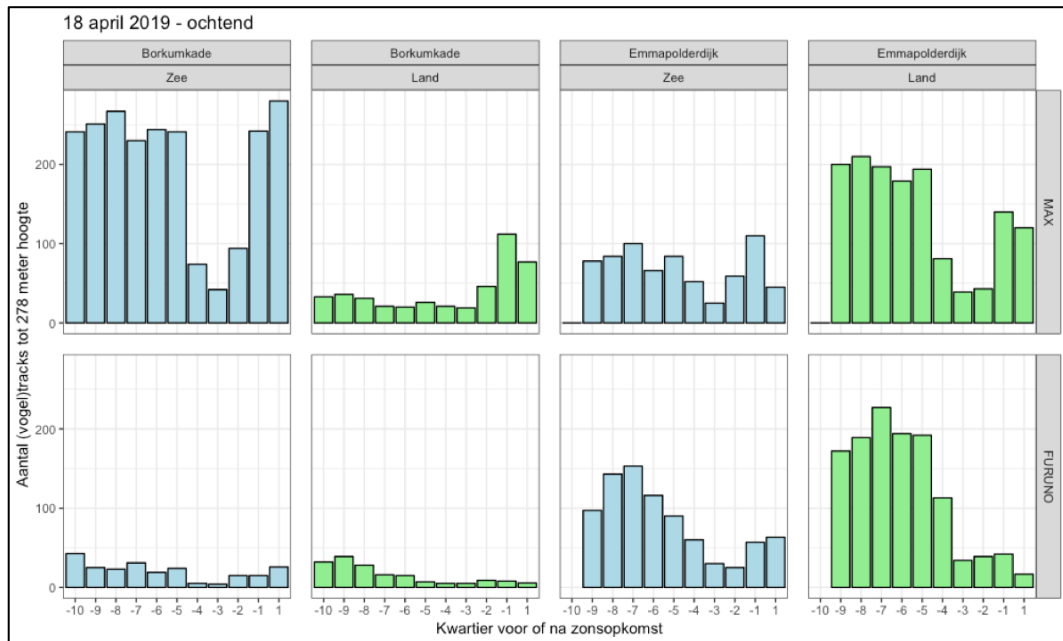 18 april 2019 - ochtend
Borkumkade Borkumkade Emmapolderdijk Emmapolderdijk
Zee Land Zee Land
Aantal (vogel)tracks tot 278 meter hoogte
200
100
0
MAX
200
100
0
FURUNO
-10 -9 -8 -7 -6 -5 -4 -3 -2 -1 1 -10 -9 -8 -7 -6 -5 -4 -3 -2 -1 1 -10 -9 -8 -7 -6 -5 -4 -3 -2 -1 1 -10 -9 -8 -7 -6 -5 -4 -3 -2 -1 1
Kwartier voor of na zonsopkomst